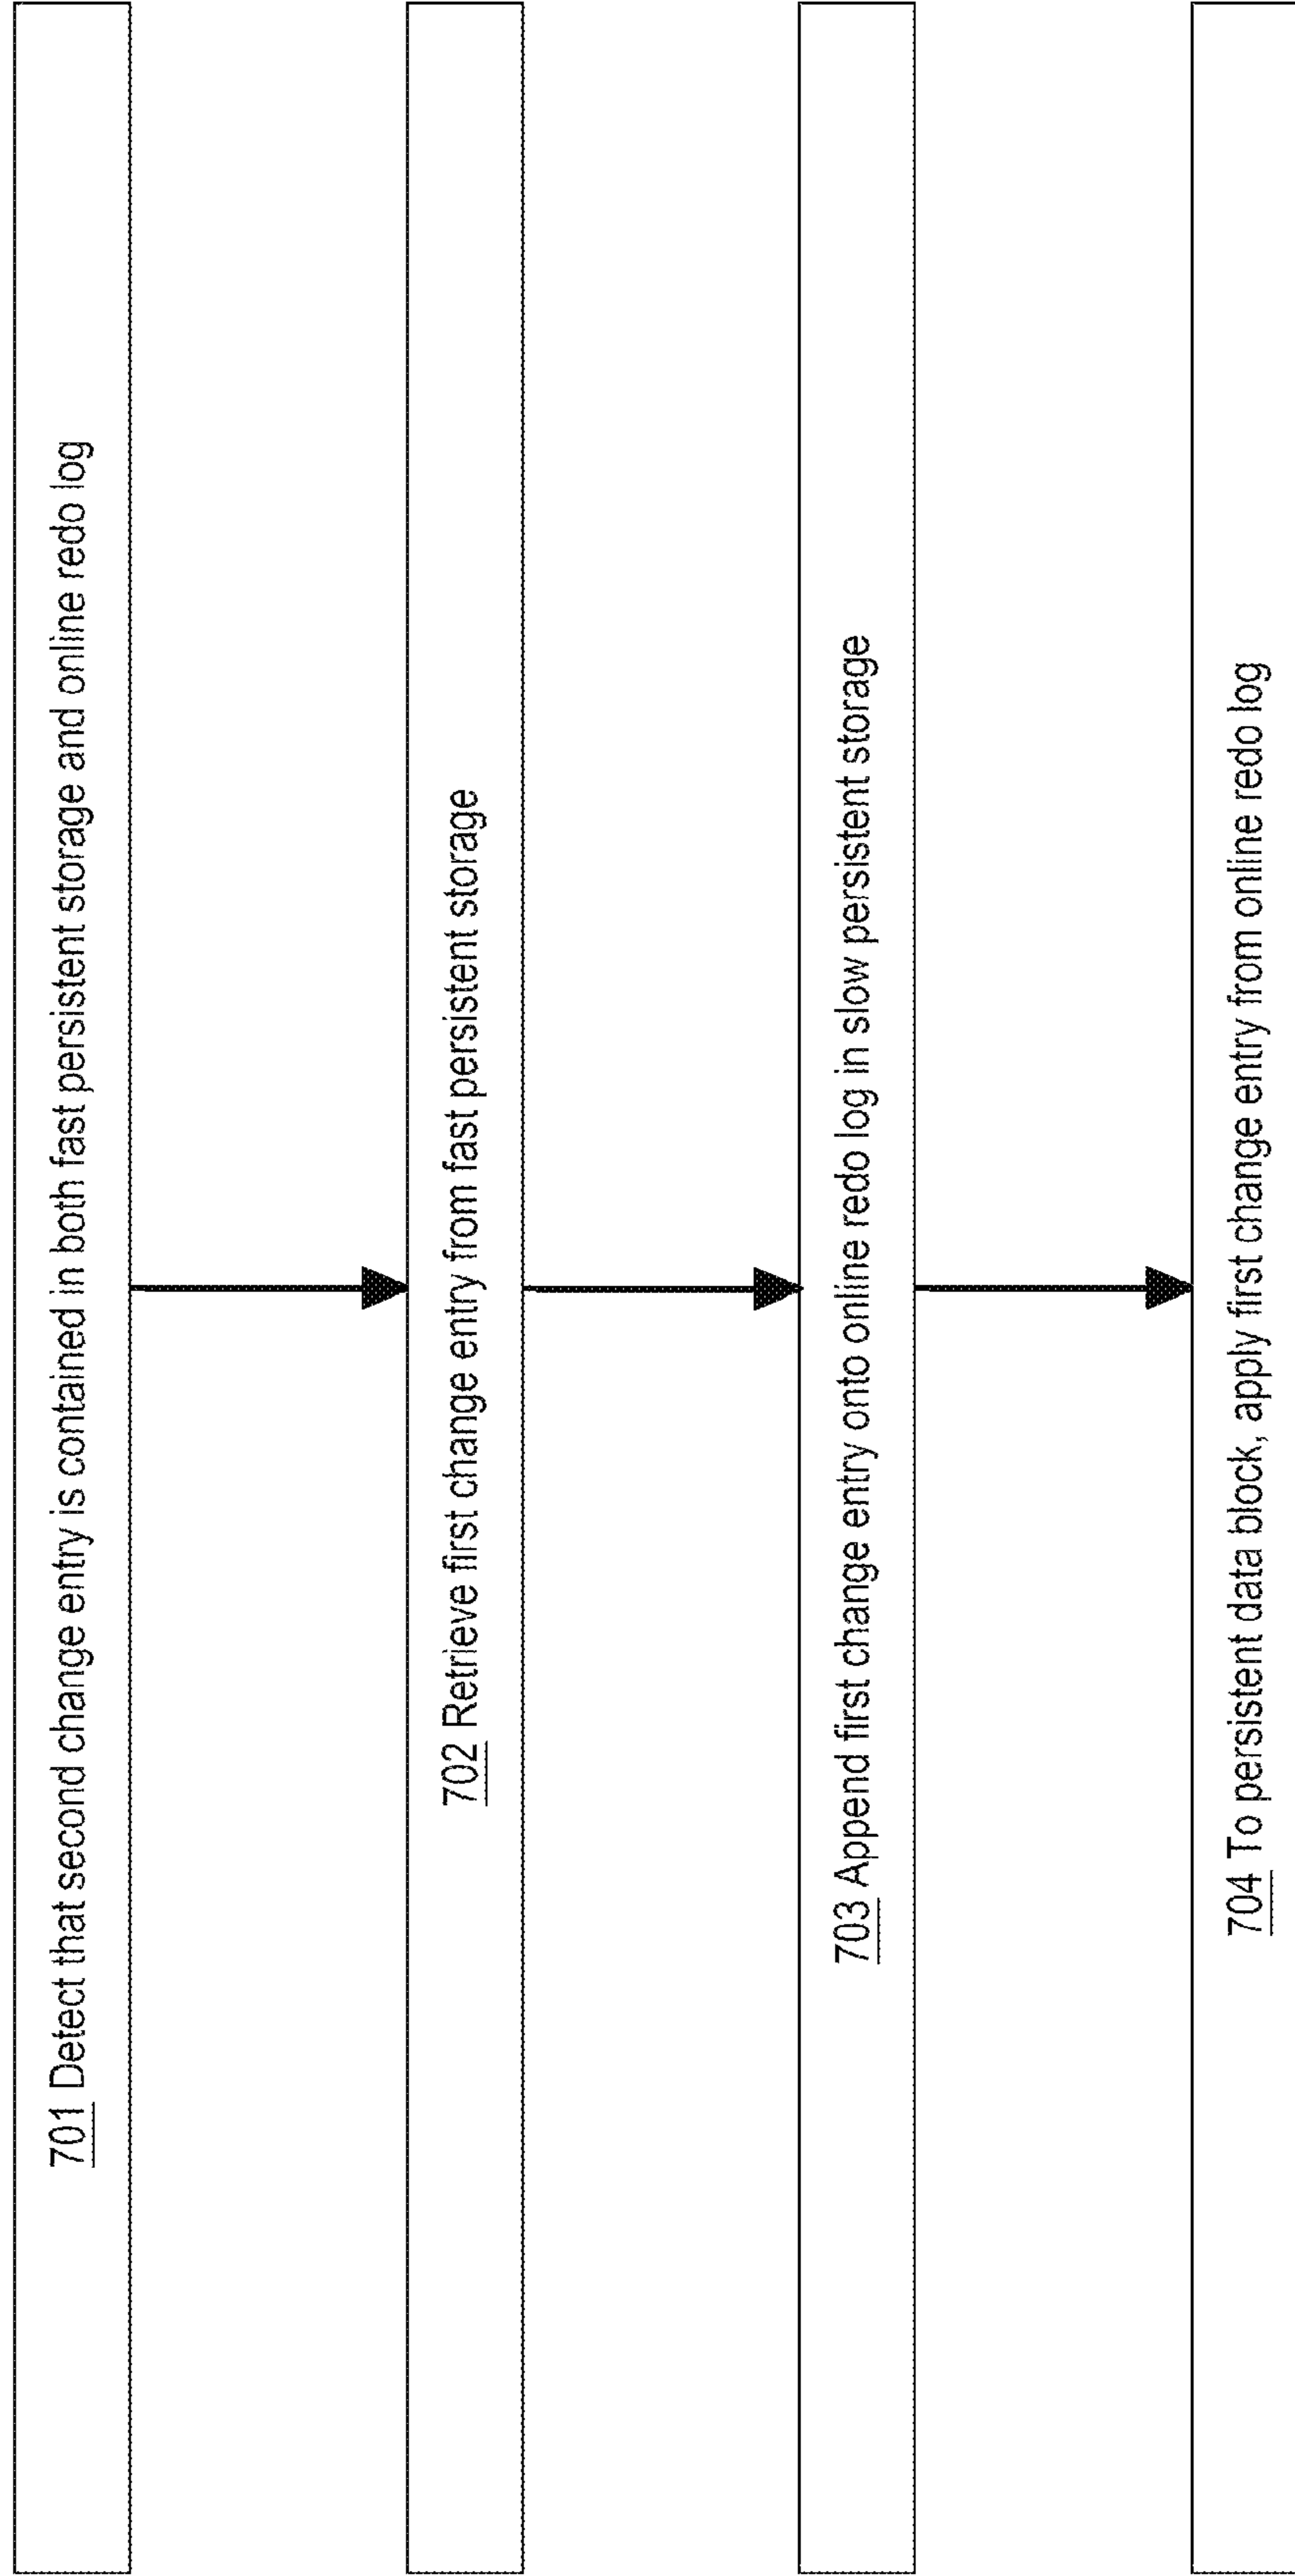 701 Detect that second change entry is contained in both fast persistent storage and online redo log
702 Retrieve first change entry from fast persistent storage
703 Append first change entry onto online redo log in slow persistent storage
704 To persistent data block, apply first change entry from online redo log